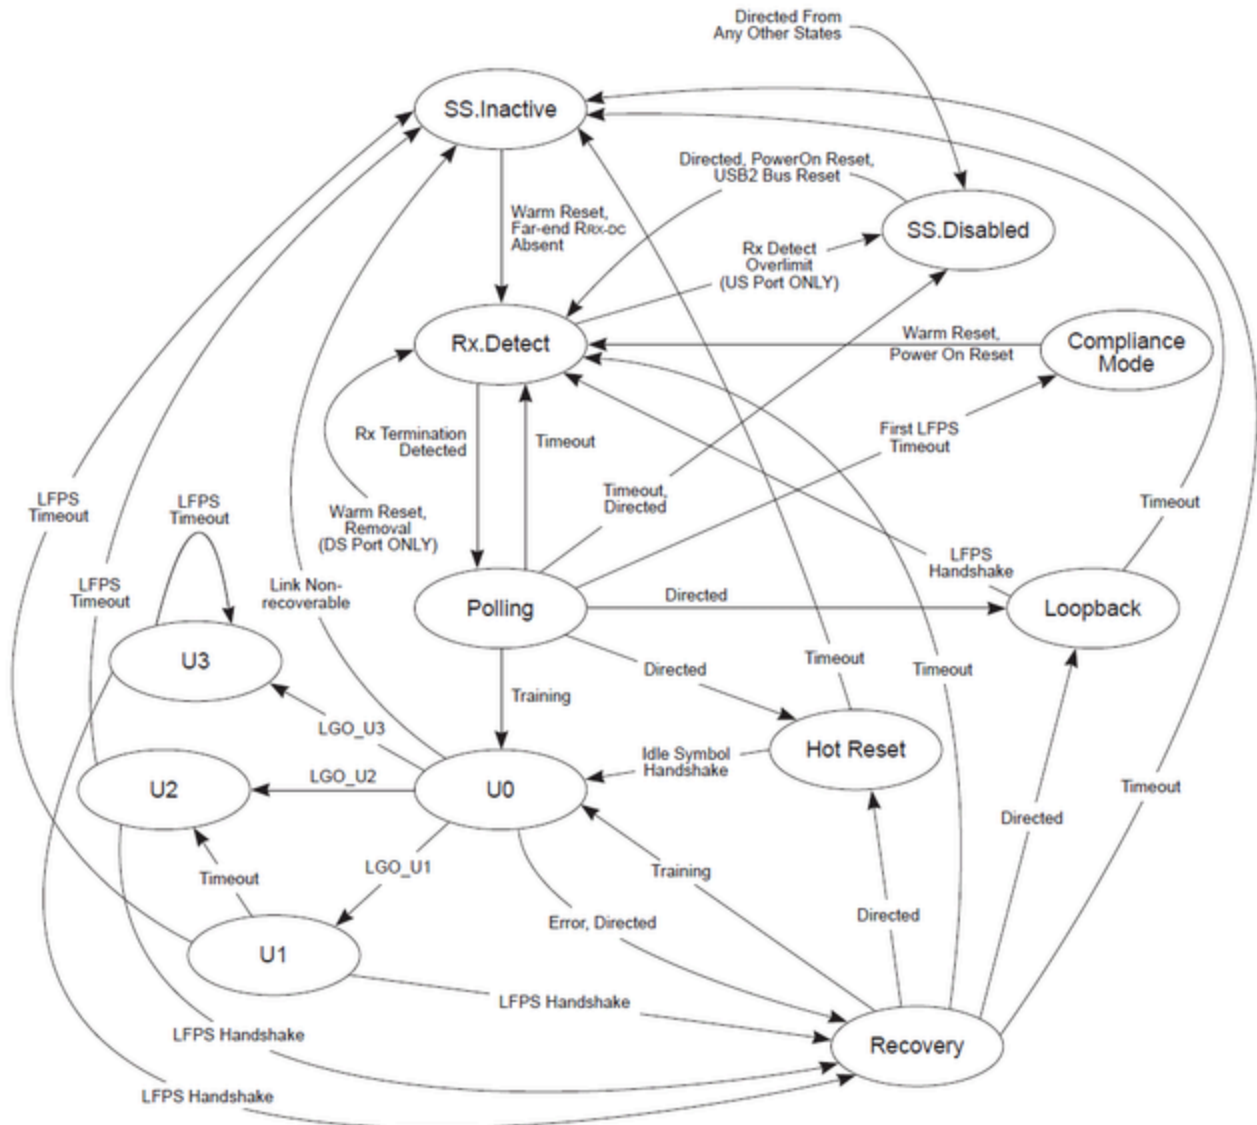 Directed From
Any Other States
SS.Inactive
Directed, PowerOn Reset,
USB2 Bus Reset
Warm Reset,
Far-end RRX-DC
Absent
SS.Disabled
Rx Detect
Overlimit
(US Port ONLY)
Rx.Detect
Warm Reset,
Power On Reset
Compliance
Mode
Rx Termination
Detected
Timeout
First LFPS
Timeout
LFPS
Timeout
LFPS
Timeout
Warm Reset,
Removal
(DS Port ONLY)
Timeout,
Directed
Timeout
LFPS
Timeout
Link Non-
recoverable
LFPS
Handshake
Polling
Directed
Loopback
U3
Directed
Timeout
Timeout
Training
LGO_U3
Idle Symbol
Handshake
Hot Reset
LGO_U2
U2
U0
Timeout
Directed
LGO_U1
Timeout
Training
Error, Directed
Directed
U1
LFPS Handshake
LFPS Handshake
Recovery
LFPS Handshake